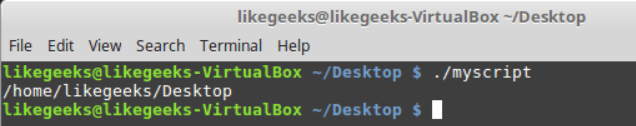 likegeeks@likegeeks-VirtualBox ~/Desktop
File Edit View Search Terminal Help
likegeeks@likegeeks-VirtualBox ~/Desktop $ ./myscript
/home/likegeeks/Desktop
likegeeks@likegeeks-VirtualBox ~/Desktop $